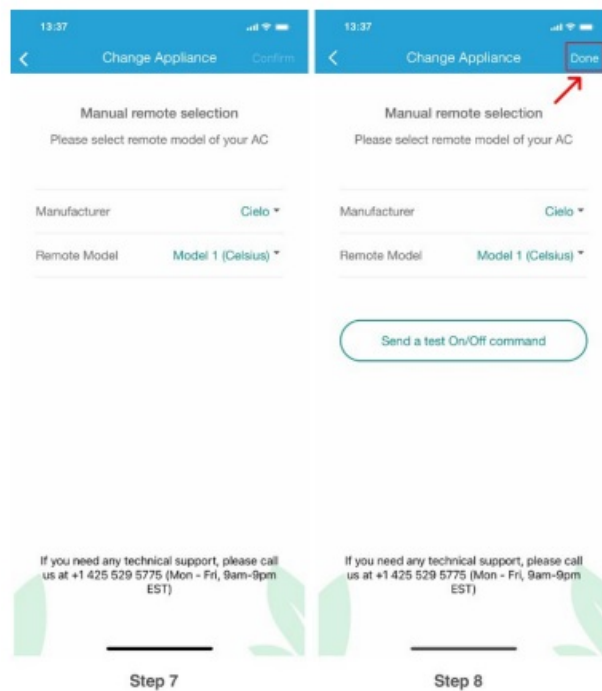 13:37
Change Appliance Confirm
Manual remote selection
Please select remote model of your AC
Manufacturer Cielo
Remote Model Model 1 (Celsius)
If you need any technical support, please call
us at +1 425 529 5775 (Mon - Fri, 9am-9pm
EST)
Step 7
13:37
Change Appliance Done
Manual remote selection
Please select remote model of your AC
Manufacturer Cielo
Remote Model Model 1 (Celsius)
Send a test On/Off command
If you need any technical support, please call
us at +1 425 529 5775 (Mon - Fri, 9am-9pm
EST)
Step 8